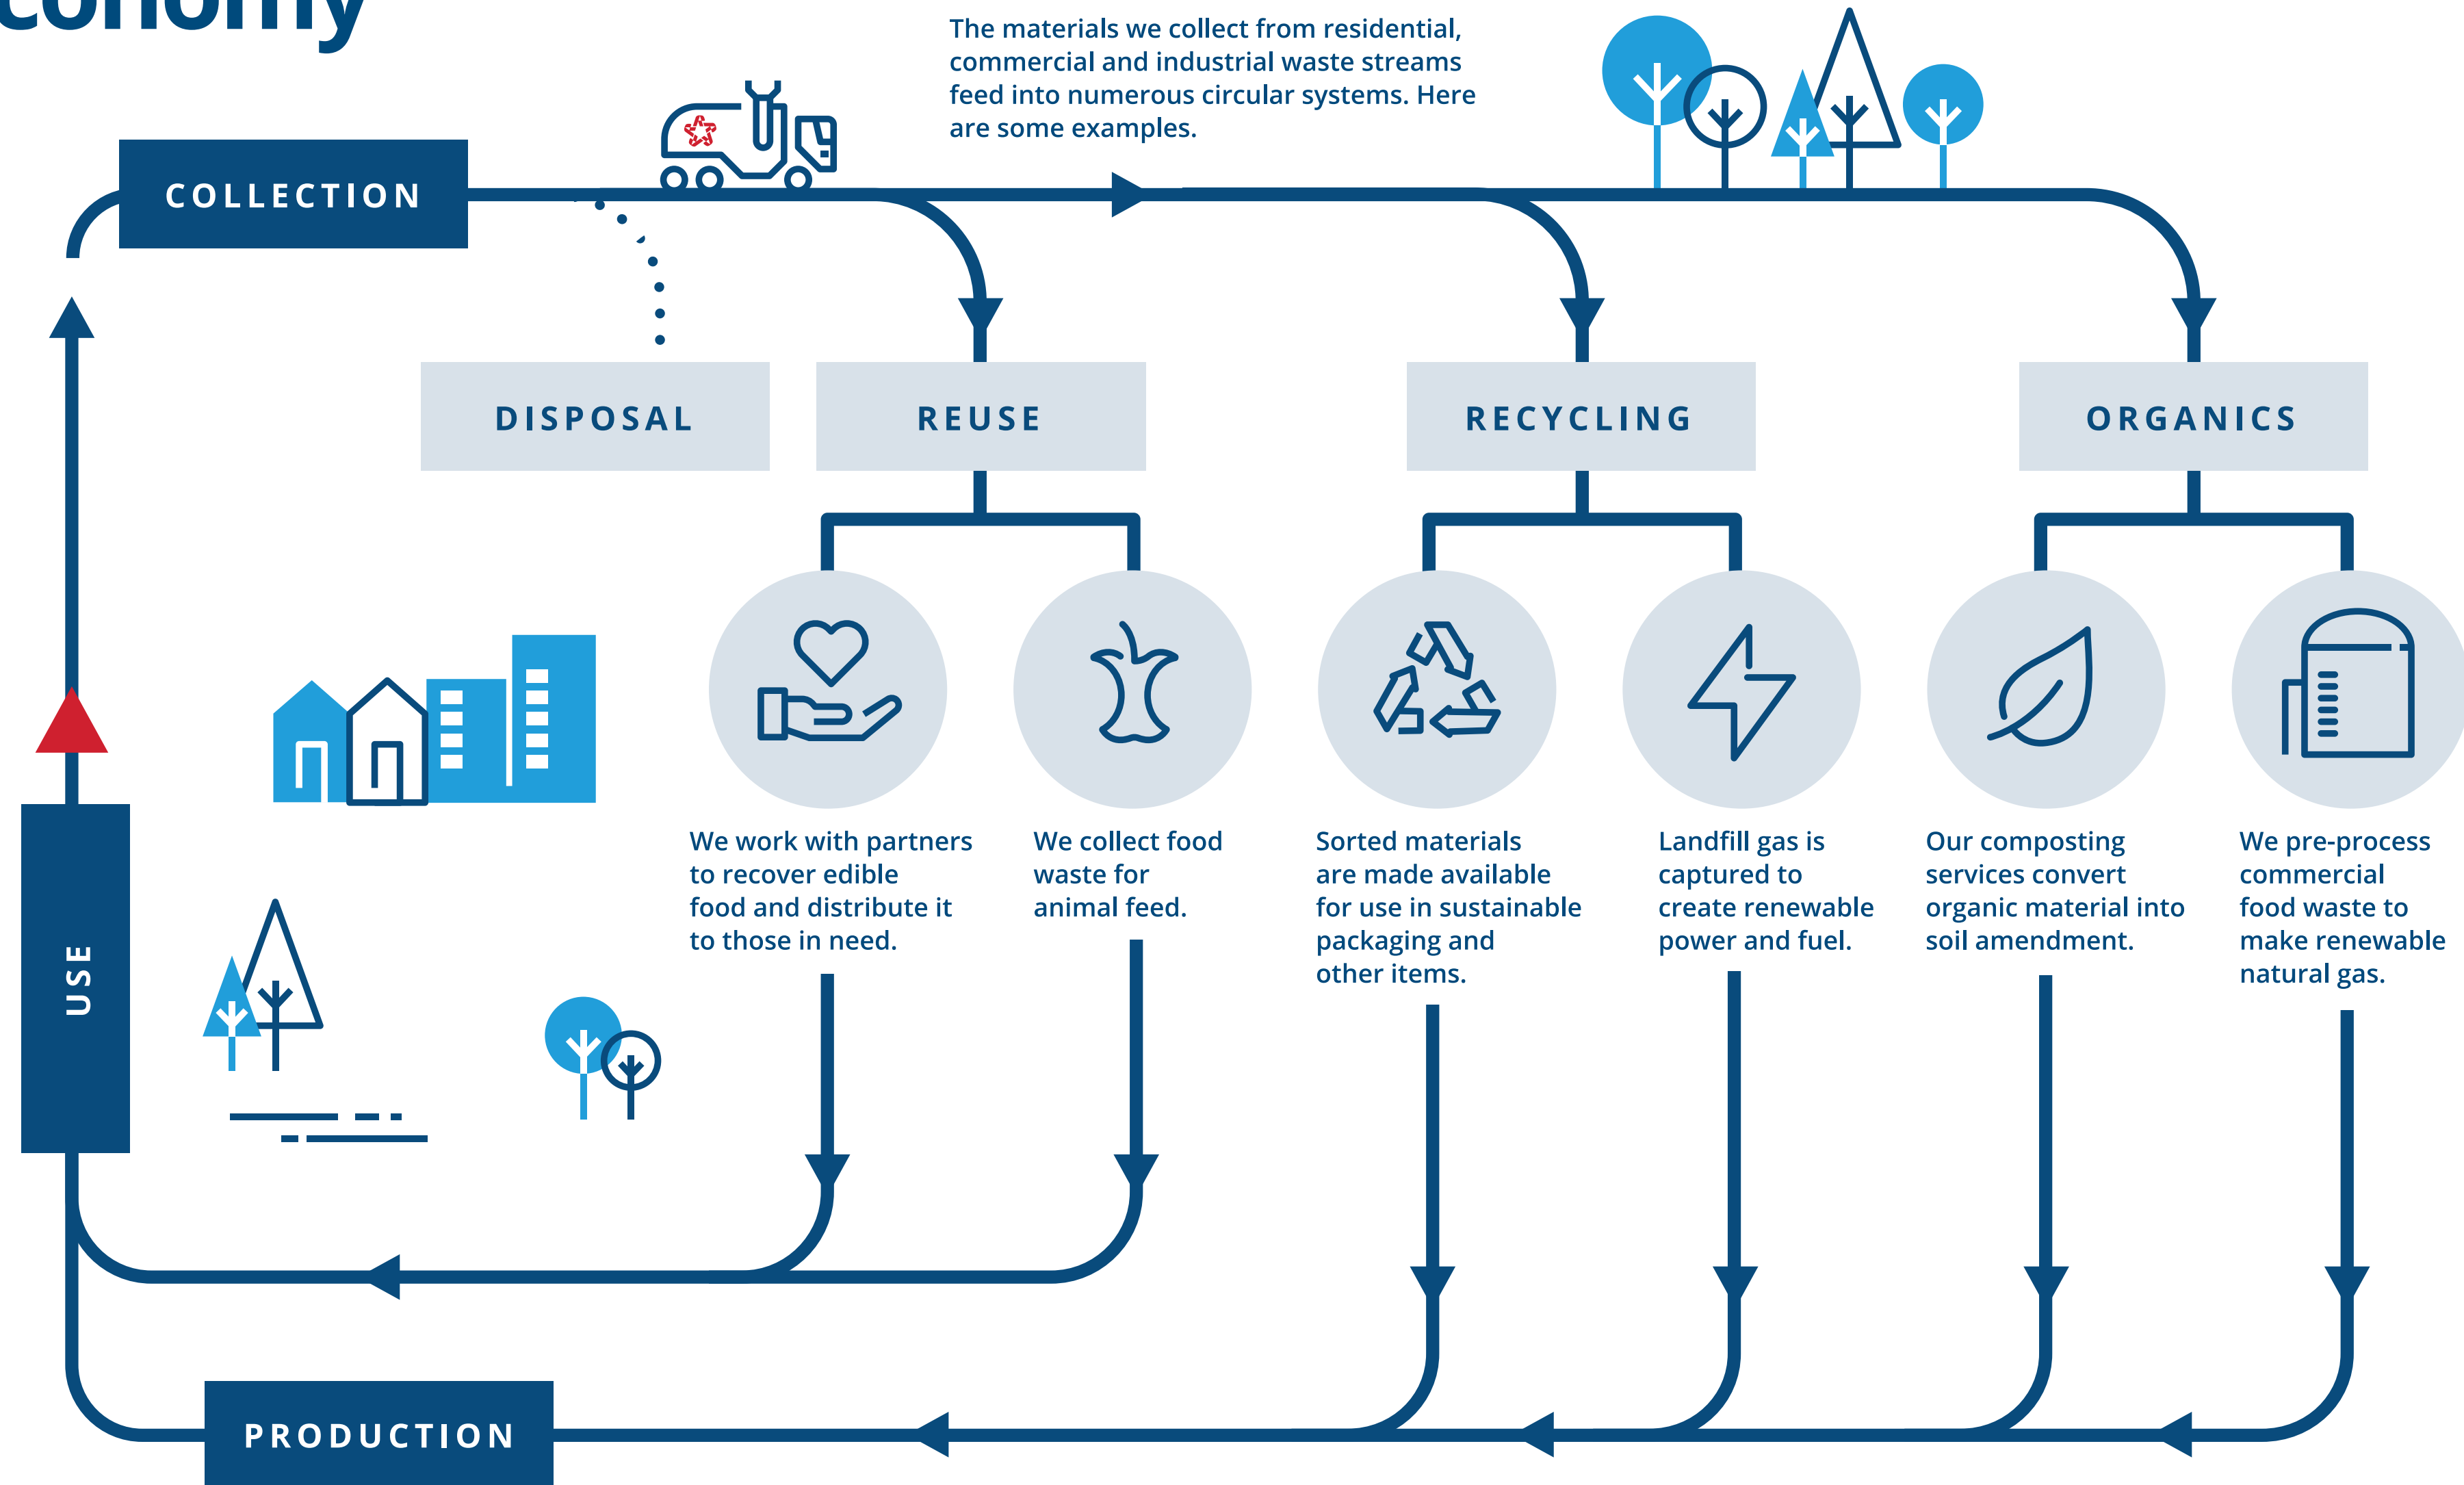 conomy
The materials we collect from residential,
commercial and industrial waste streams
feed into numerous circular systems. Here
are some examples.
COLLECTION
DISPOSAL
REUSE
RECYCLING
ORGANICS
We work with partners
to recover edible
food and distribute it
to those in need.
We collect food
waste for
animal feed.
Sorted materials
are made available
for use in sustainable
packaging and
other items.
Landfill gas is
captured to
create renewable
power and fuel.
Our composting
services convert
organic material into
soil amendment.
We pre-process
commercial
food waste to
make renewable
natural gas.
USE
PRODUCTION